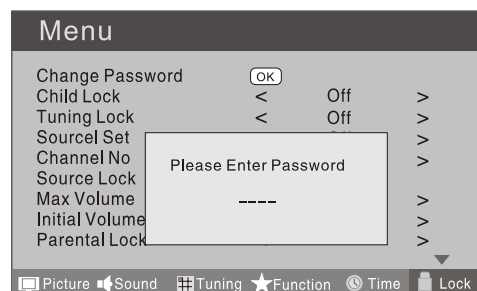 Menu
Change Password OK
Child Lock < Off >
Tuning Lock < Off >
Sourcel Set >
Channel No >
Source Lock
Max Volume >
Initial Volume >
Parental Lock >
Please Enter Password
----
Picture Sound Tuning Function Time Lock